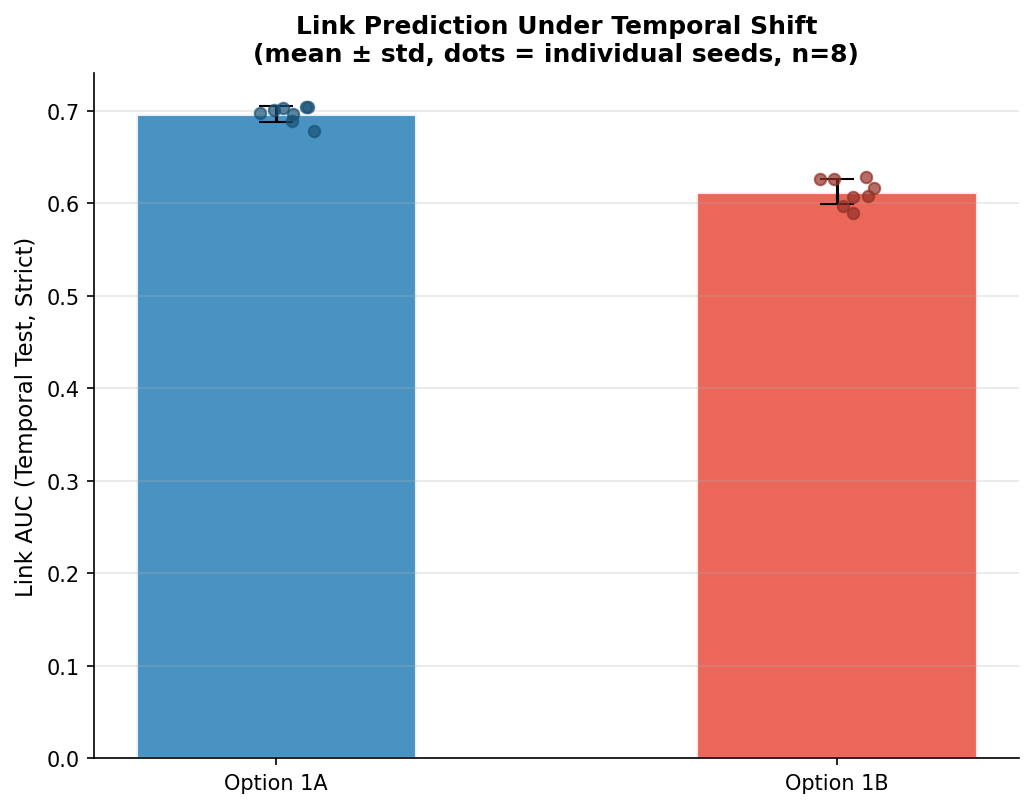 Link Prediction Under Temporal Shift
(mean ± std, dots = individual seeds, n=8)
Link AUC (Temporal Test, Strict)
0.7
0.6
0.5
0.4
0.3
0.2
0.1
0.0
Option 1A
Option 1B